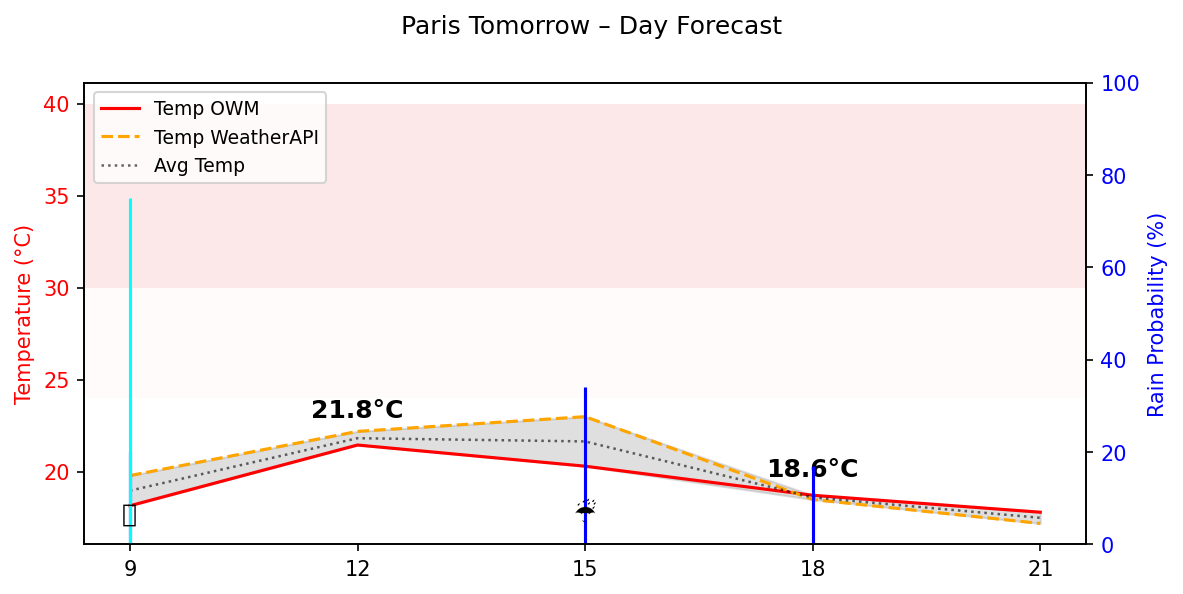 Paris Tomorrow – Day Forecast
Temp OWM
Temp WeatherAPI
Avg Temp
Temperature (°C)
40
35
30
25
20
21.8°C
18.6°C
100
80
60
40
20
0
Rain Probability (%)
9 12 15 18 21